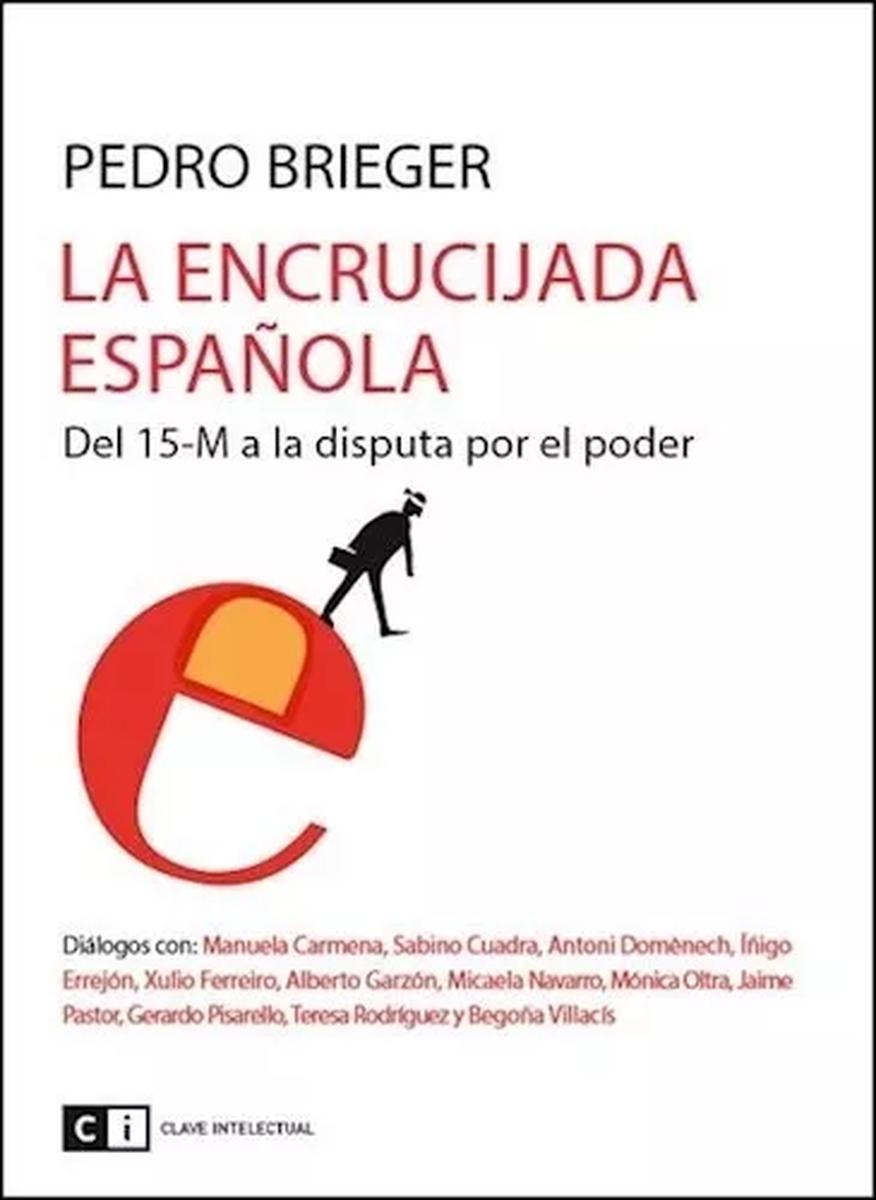 PEDRO BRIEGER
LA ENCRUCIJADA
ESPAÑOLA
Del 15-M a la disputa por el poder
e
Diálogos con: Manuela Carmena, Sabino Cuadra, Antoni Domènech, Íñigo
Errejón, Xulio Ferreiro, Alberto Garzón, Micaela Navarro, Mónica Oltra, Jaime
Pastor, Gerardo Pisarello, Teresa Rodríguez y Begoña Villacís
Ci CLAVE INTELECTUAL